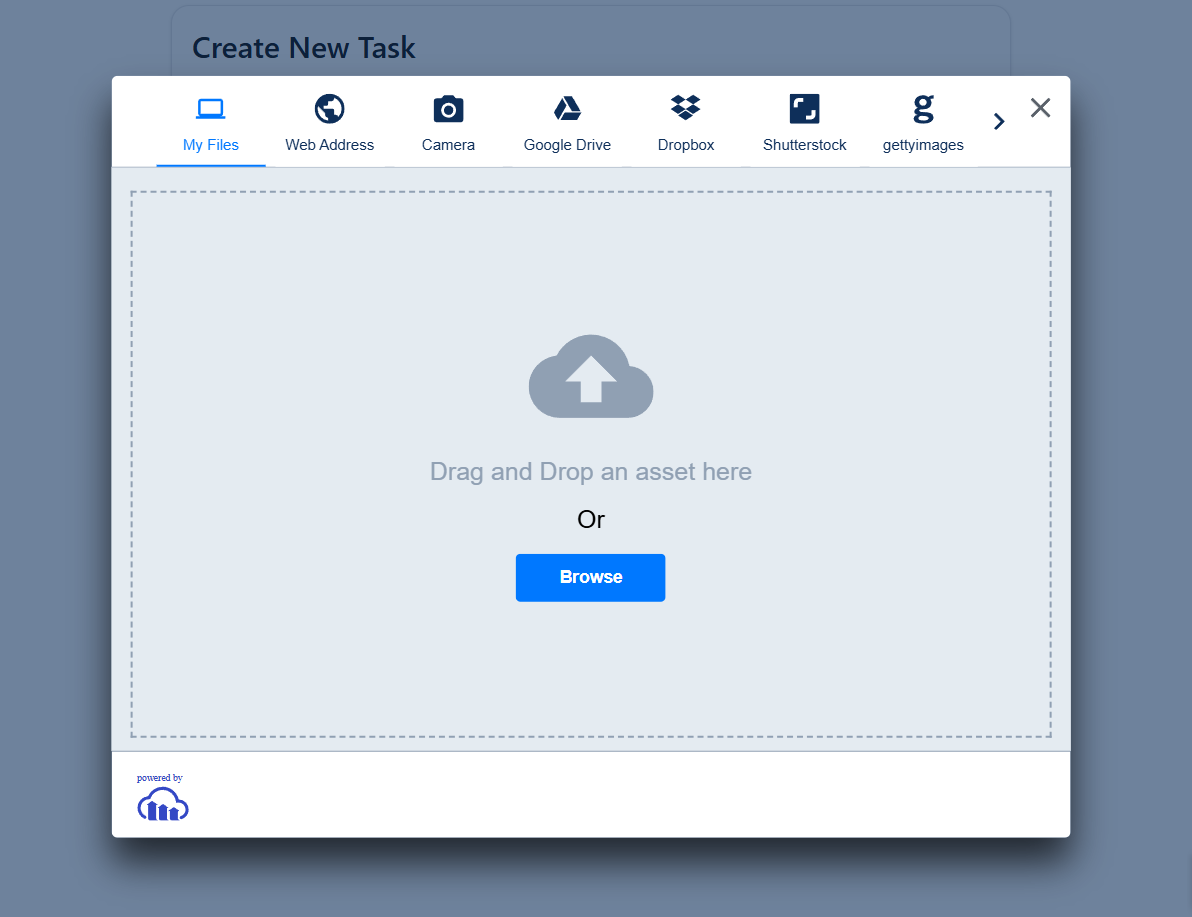 Create New Task
My Files
Web Address
Camera
Google Drive
Dropbox
Shutterstock
gettyimages
Drag and Drop an asset here
Or
Browse
powered by